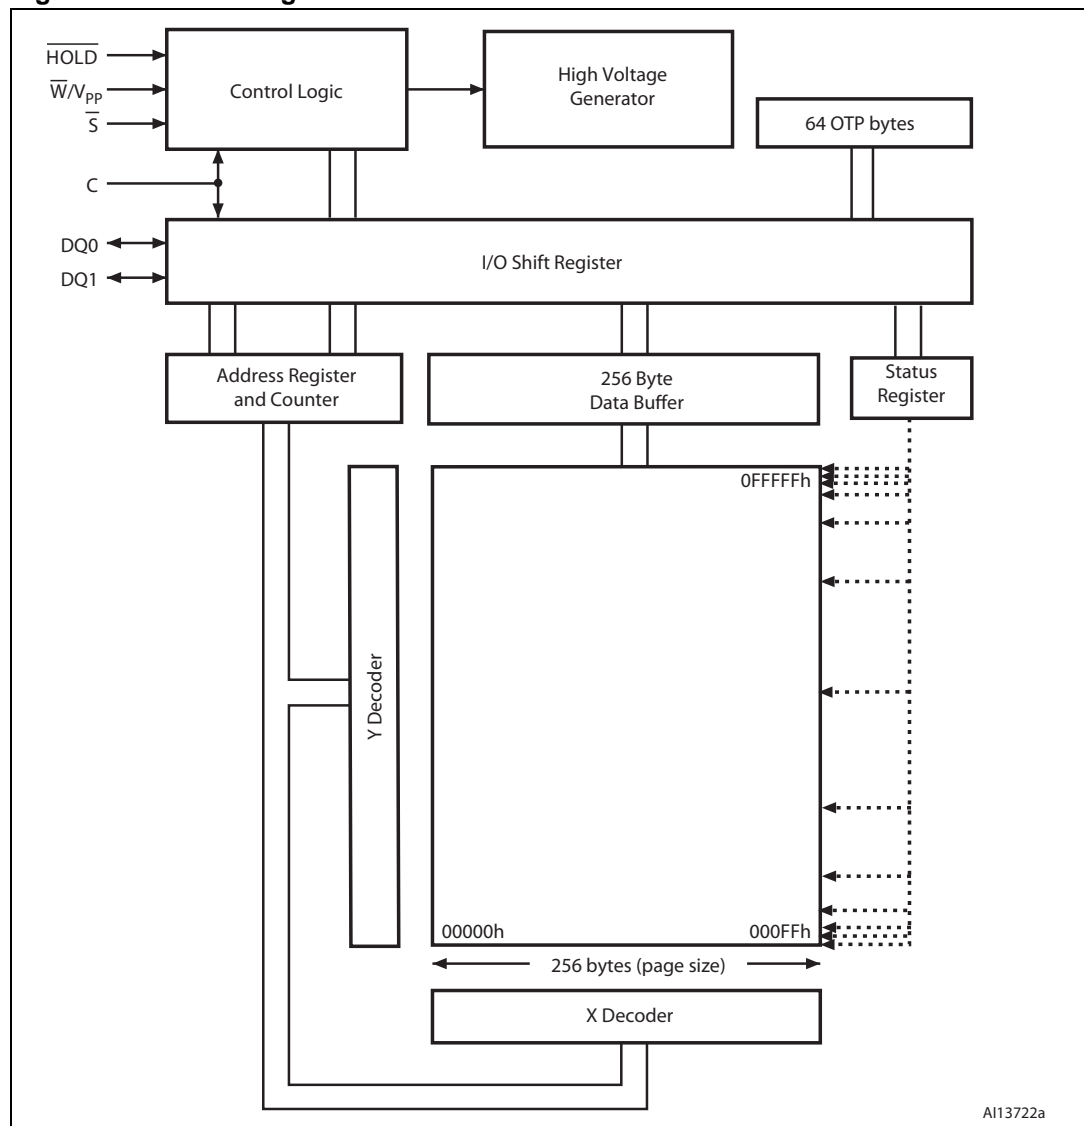 HOLD
W/VPP
S
C
DQ0
DQ1
Control Logic
High Voltage
Generator
64 OTP bytes
I/O Shift Register
Address Register
and Counter
256 Byte
Data Buffer
Status
Register
0FFFFFh
Y Decoder
00000h
000FFh
256 bytes (page size)
X Decoder
AI13722a